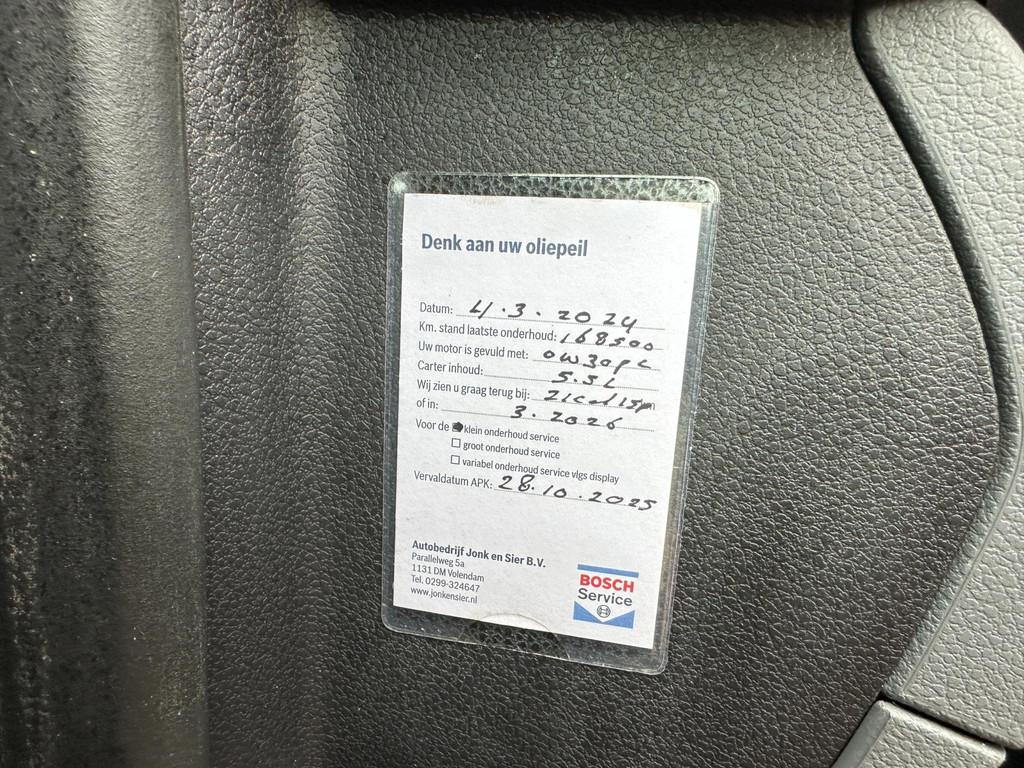 Denk aan uw oliepeil
Datum: 4.3.2024
Km. stand laatste onderhoud: 168500
Uw motor is gevuld met: 0W30
Carter inhoud: 5.5L
Wij zien u graag terug bij:
of in: 3.2026
Voor de klein onderhoud service
groot onderhoud service
variabel onderhoud service vlgs display
Vervaldatum APK: 28.10.2025
Autobedrijf Jonk en Sier B.V.
Parallelweg 5a
1131 DM Volendam
Tel. 0299-324647
www.jonkensier.nl
BOSCH
Service